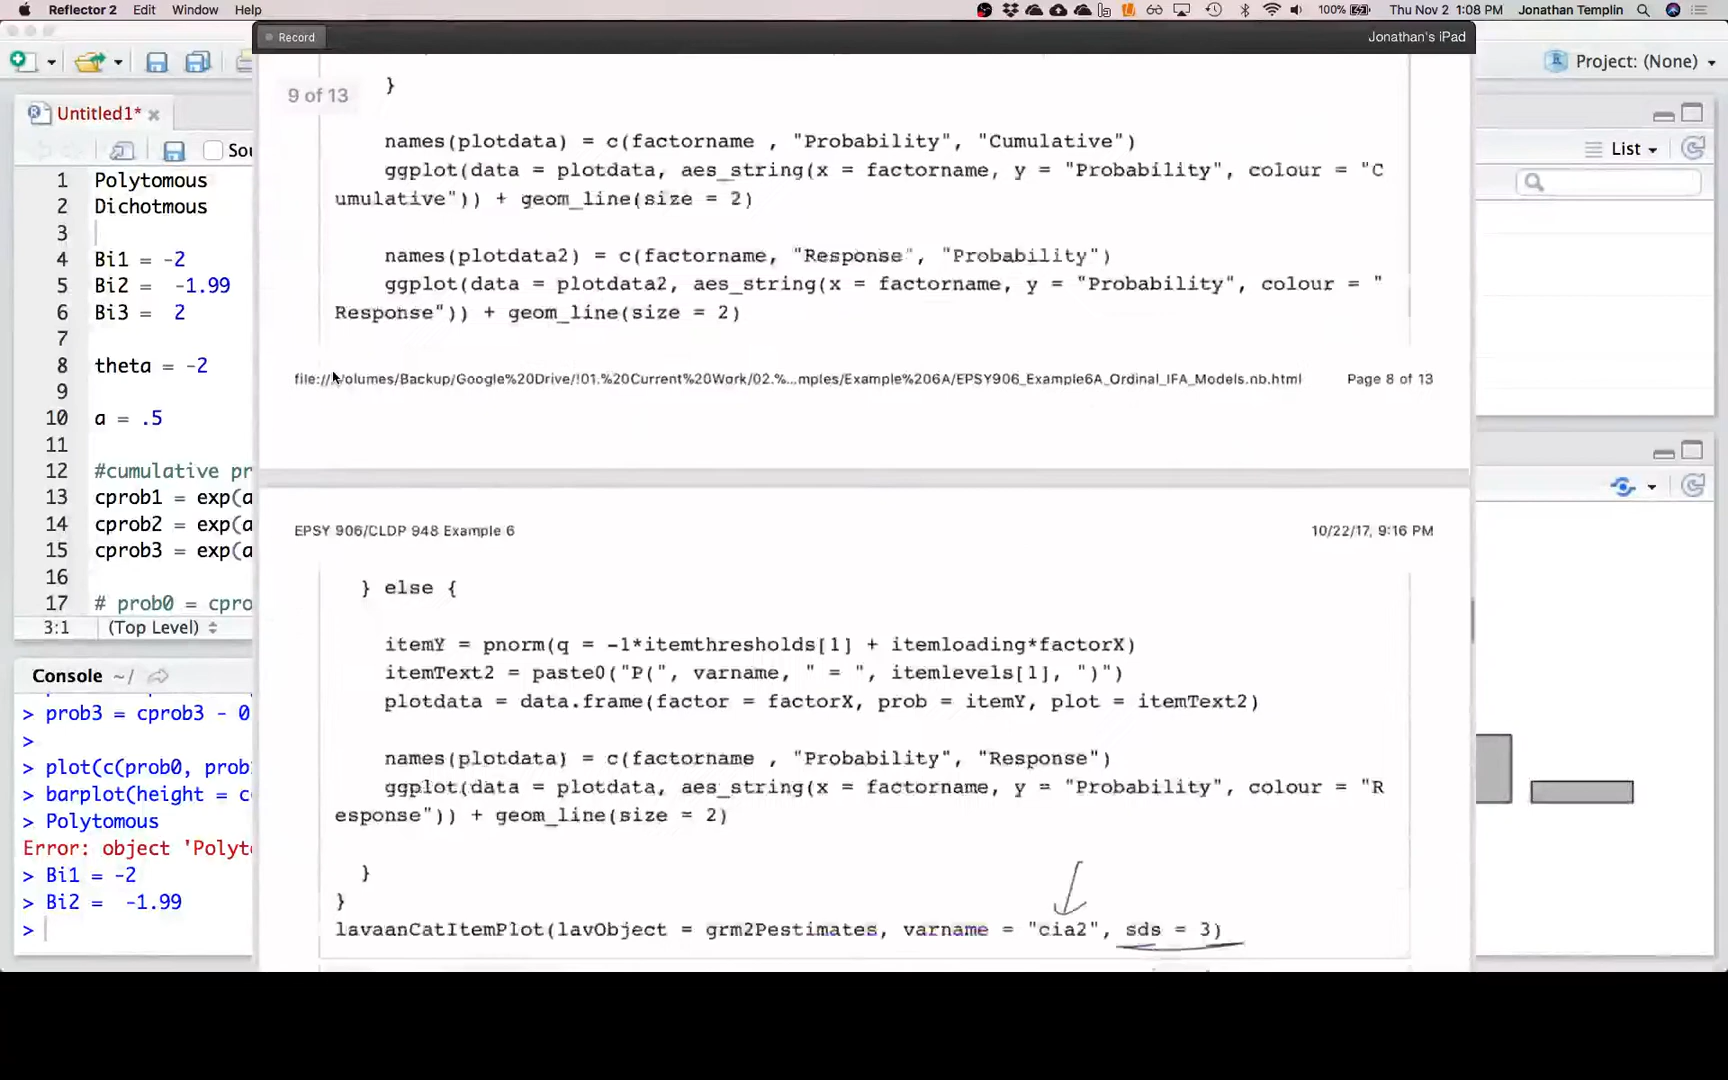 Reflector 2 Edit Window Help
100% Thu Nov 2 1:08 PM Jonathan Templin
Record
Jonathan's iPad
Project: (None)
Untitled1*
Sou
List
1 Polytomous
2 Dichotmous
3
4 Bi1 = -2
5 Bi2 = -1.99
6 Bi3 = 2
7
8 theta = -2
9
10 a = .5
11
12 #cumulative pr
13 cprob1 = exp(a
14 cprob2 = exp(a
15 cprob3 = exp(a
16
17 # prob0 = cpro
3:1 (Top Level)
Console ~/
> prob3 = cprob3 - 0
>
> plot(c(prob0, prob
> barplot(height = c
> Polytomous
Error: object 'Polyt
> Bi1 = -2
> Bi2 = -1.99
>
9 of 13
}
names(plotdata) = c(factorname , "Probability", "Cumulative")
ggplot(data = plotdata, aes_string(x = factorname, y = "Probability", colour = "C
umulative")) + geom_line(size = 2)
names(plotdata2) = c(factorname, "Response", "Probability")
ggplot(data = plotdata2, aes_string(x = factorname, y = "Probability", colour = "
Response")) + geom_line(size = 2)
file:///Volumes/Backup/Google%20Drive/!01.%20Current%20Work/02.%...mples/Example%206A/EPSY906_Example6A_Ordinal_IFA_Models.nb.html Page 8 of 13
EPSY 906/CLDP 948 Example 6 10/22/17, 9:16 PM
} else {
itemY = pnorm(q = -1*itemthresholds[1] + itemloading*factorX)
itemText2 = paste0("P(", varname, " = ", itemlevels[1], ")")
plotdata = data.frame(factor = factorX, prob = itemY, plot = itemText2)
names(plotdata) = c(factorname , "Probability", "Response")
ggplot(data = plotdata, aes_string(x = factorname, y = "Probability", colour = "R
esponse")) + geom_line(size = 2)
}
}
lavaanCatItemPlot(lavObject = grm2Pestimates, varname = "cia2", sds = 3)